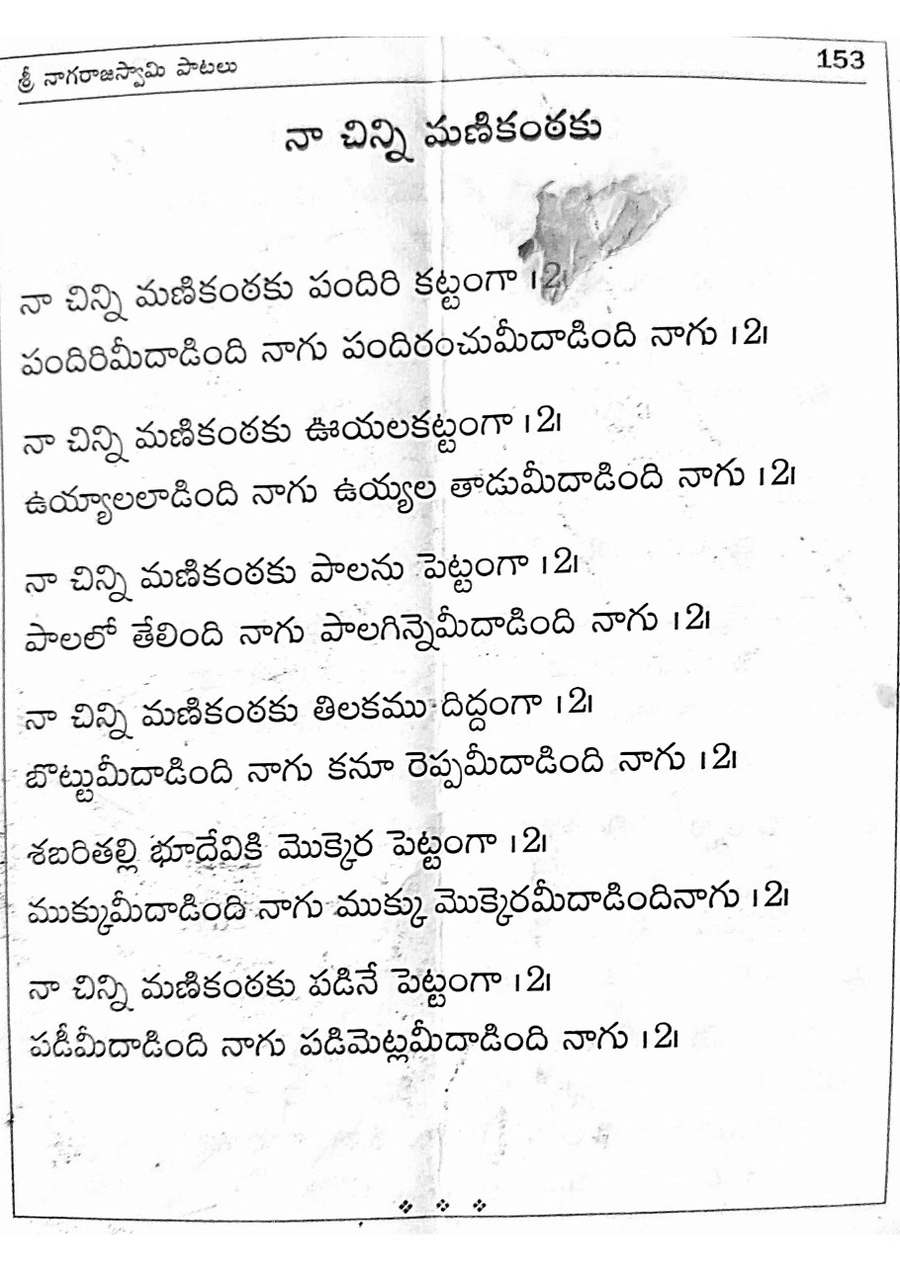 శ్రీ నాగరాజస్వామి పాటలు 153
నా చిన్ని మణికంఠకు
నా చిన్ని మణికంఠకు పందిరి కట్టంగా ।2।
పందిరిమీదాడింది నాగు పందిరంచుమీదాడింది నాగు ।2।
నా చిన్ని మణికంఠకు ఊయలకట్టంగా ।2।
ఉయ్యాలలాడింది నాగు ఉయ్యల తాడుమీదాడింది నాగు ।2।
నా చిన్ని మణికంఠకు పాలను పెట్టంగా ।2।
పాలలో తేలింది నాగు పాలగిన్నెమీదాడింది నాగు ।2।
నా చిన్ని మణికంఠకు తిలకము దిద్దంగా ।2।
బొట్టుమీదాడింది నాగు కనూ రెప్పమీదాడింది నాగు ।2।
శబరితల్లి భూదేవికి మొక్కెర పెట్టంగా ।2।
ముక్కుమీదాడింది నాగు ముక్కు మొక్కెరమీదాడిందినాగు ।2।
నా చిన్ని మణికంఠకు పడినే పెట్టంగా ।2।
పడీమీదాడింది నాగు పడిమెట్లమీదాడింది నాగు ।2।